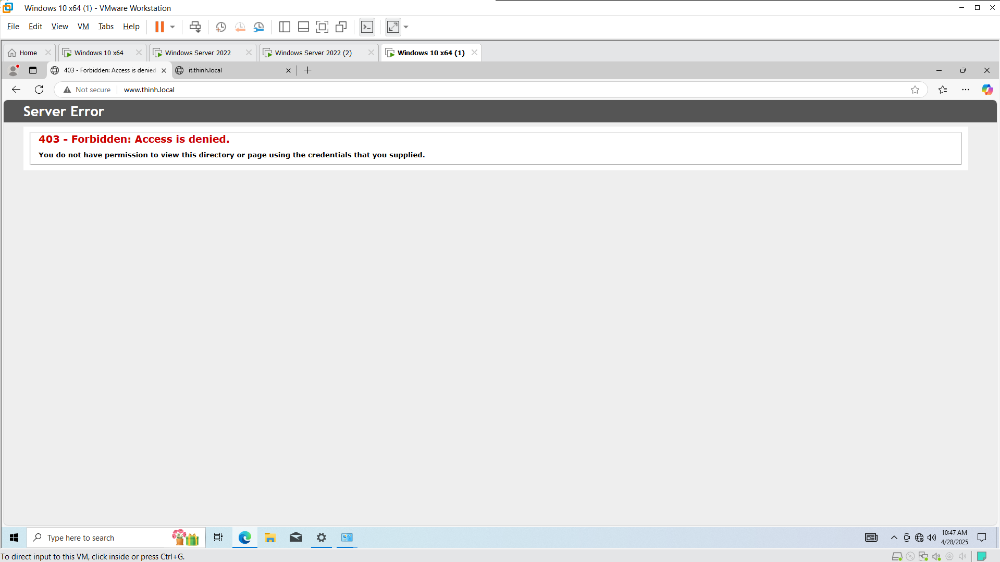 Windows 10 x64 (1) - VMware Workstation
File Edit View VM Tabs Help
Home Windows 10 x64 Windows Server 2022 Windows Server 2022 (2) Windows 10 x64 (1)
403 - Forbidden: Access is denied it.thinh.local
Not secure www.thinh.local
Server Error
403 - Forbidden: Access is denied.
You do not have permission to view this directory or page using the credentials that you supplied.
Type here to search
10:47 AM
4/28/2025
To direct input to this VM, click inside or press Ctrl+G.